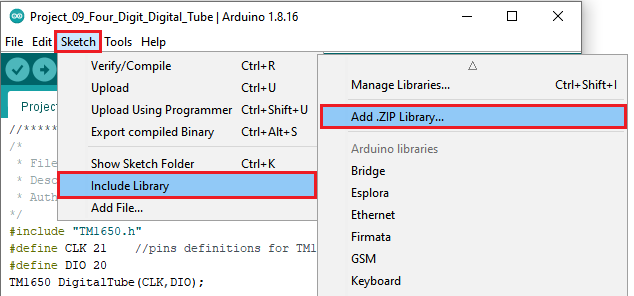 Project_09_Four_Digit_Digital_Tube | Arduino 1.8.16
File Edit Sketch Tools Help
Verify/Compile Ctrl+R
Upload Ctrl+U
Upload Using Programmer Ctrl+Shift+U
Export compiled Binary Ctrl+Alt+S
Show Sketch Folder Ctrl+K
Include Library
Add File...
Manage Libraries... Ctrl+Shift+I
Add .ZIP Library...
Arduino libraries
Bridge
Esplora
Ethernet
Firmata
GSM
Keyboard
Project
//****
/*
* File
* Desc
* Auth
*/
#include "TM1650.h"
#define CLK 21 //pins definitions for TM1
#define DIO 20
TM1650 DigitalTube(CLK,DIO);